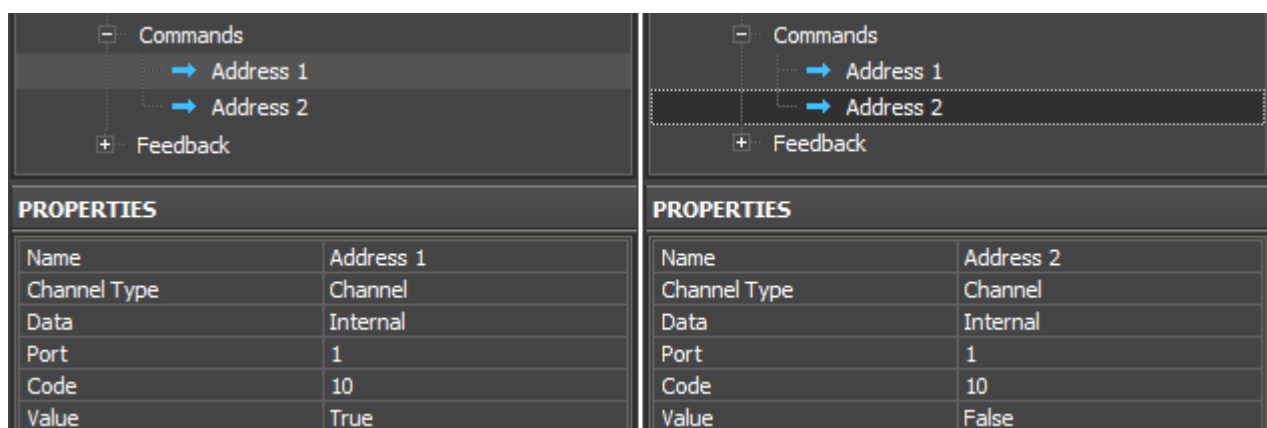 Commands
Address 1
Address 2
Feedback
PROPERTIES
Name Address 1
Channel Type Channel
Data Internal
Port 1
Code 10
Value True
Commands
Address 1
Address 2
Feedback
PROPERTIES
Name Address 2
Channel Type Channel
Data Internal
Port 1
Code 10
Value False